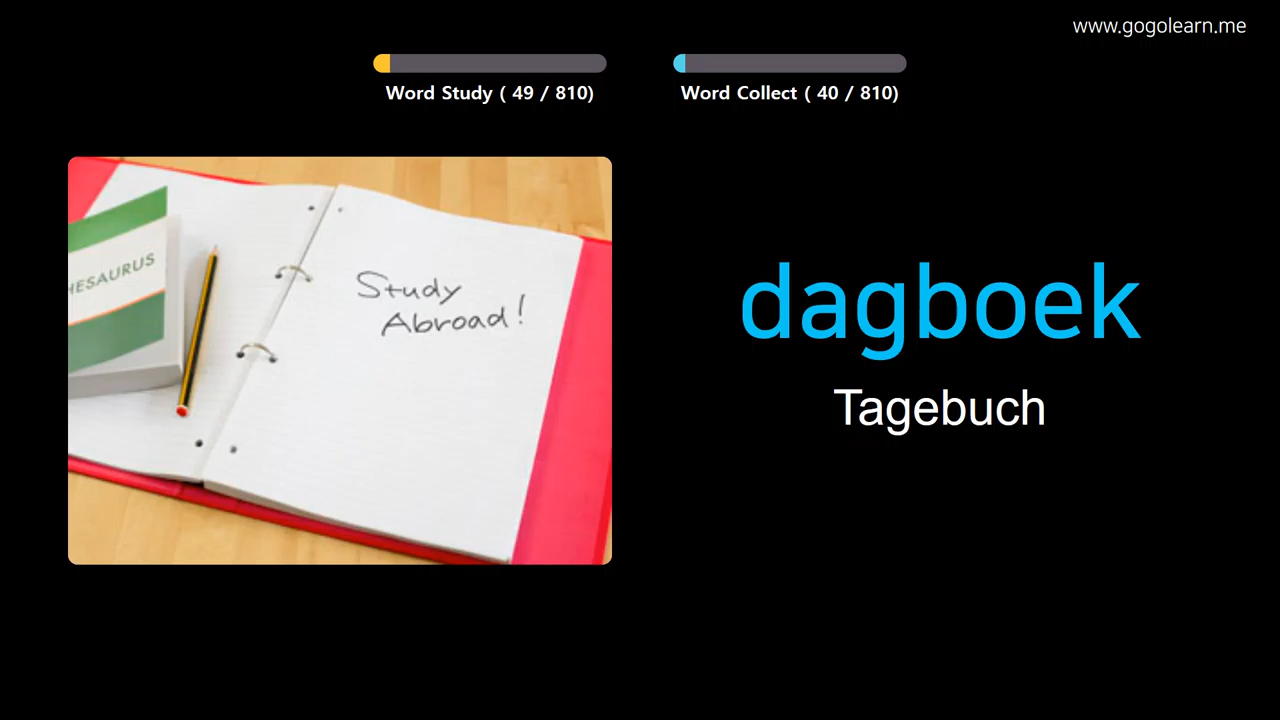 www.gogolearn.me
Word Study ( 49 / 810)
Word Collect ( 40 / 810)
HESAURUS
Study
Abroad!
dagboek
Tagebuch